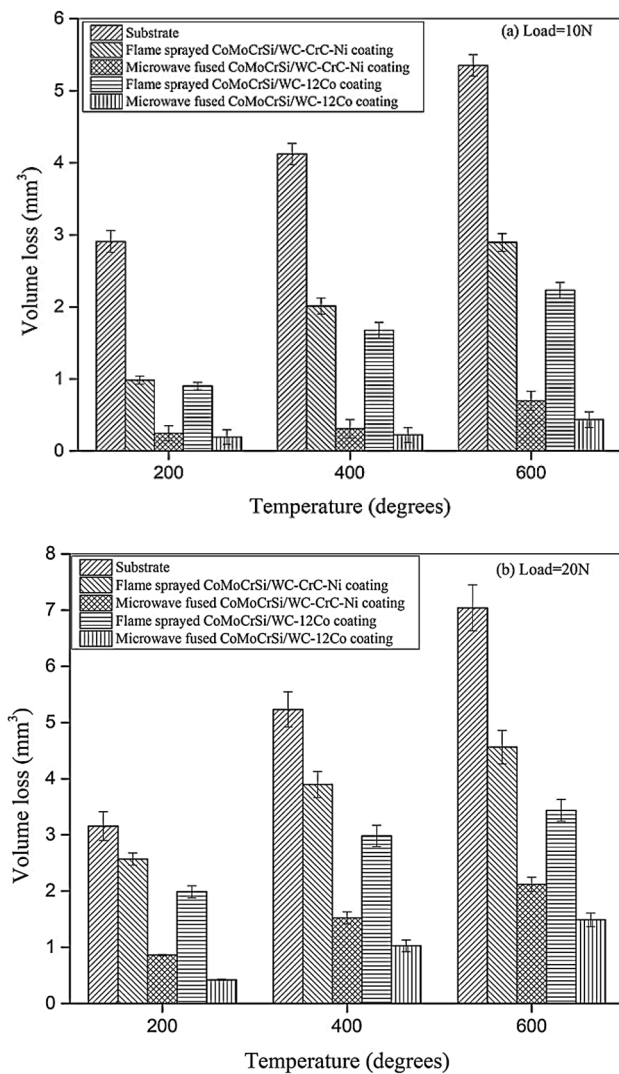 6
5
4
3
2
1
0
Volume loss (mm³)
(a) Load=10N
Substrate
Flame sprayed CoMoCrSi/WC-CrC-Ni coating
Microwave fused CoMoCrSi/WC-CrC-Ni coating
Flame sprayed CoMoCrSi/WC-12Co coating
Microwave fused CoMoCrSi/WC-12Co coating
200 400 600
Temperature (degrees)
8
7
6
5
4
3
2
1
0
Volume loss (mm³)
(b) Load=20N
Substrate
Flame sprayed CoMoCrSi/WC-CrC-Ni coating
Microwave fused CoMoCrSi/WC-CrC-Ni coating
Flame sprayed CoMoCrSi/WC-12Co coating
Microwave fused CoMoCrSi/WC-12Co coating
200 400 600
Temperature (degrees)